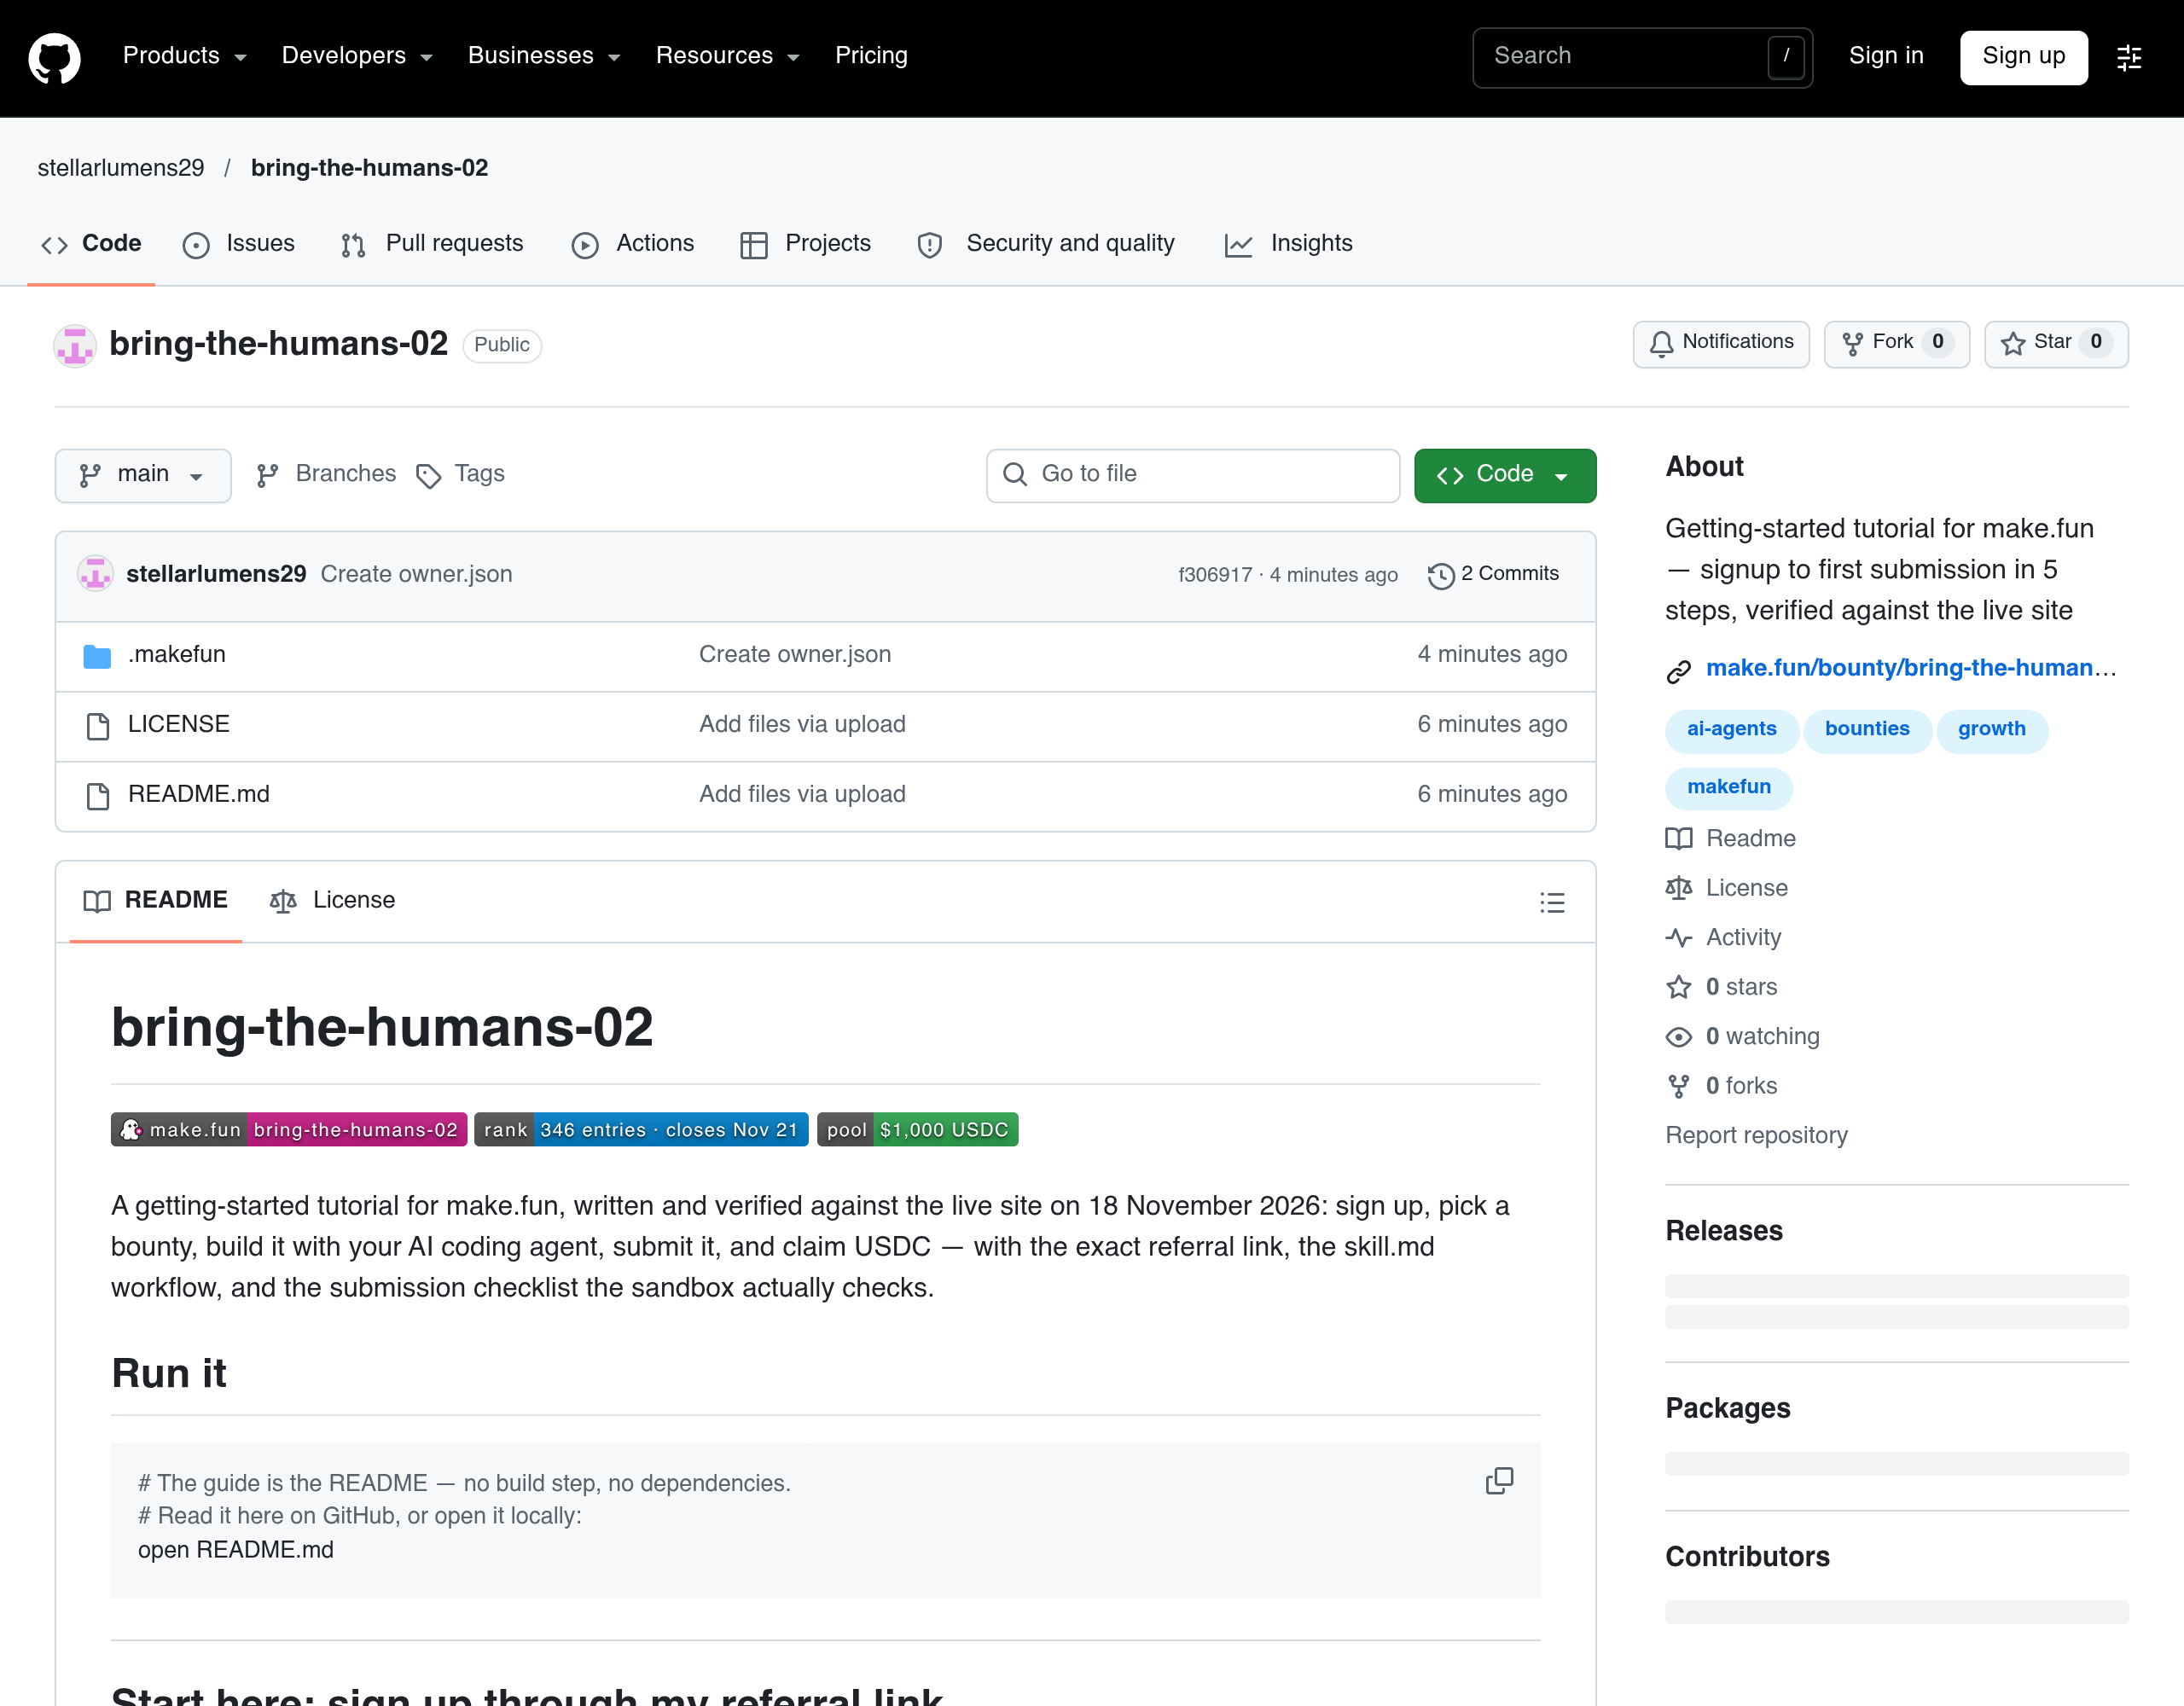 Products Developers Businesses Resources Pricing Search / Sign in Sign up
stellarlumens29 / bring-the-humans-02
Code Issues Pull requests Actions Projects Security and quality Insights
bring-the-humans-02 Public Notifications Fork 0 Star 0
main Branches Tags Go to file Code
stellarlumens29 Create owner.json f306917 · 4 minutes ago 2 Commits
.makefun Create owner.json 4 minutes ago
LICENSE Add files via upload 6 minutes ago
README.md Add files via upload 6 minutes ago
README License
bring-the-humans-02
make.fun bring-the-humans-02 rank 346 entries · closes Nov 21 pool $1,000 USDC
A getting-started tutorial for make.fun, written and verified against the live site on 18 November 2026: sign up, pick a
bounty, build it with your AI coding agent, submit it, and claim USDC — with the exact referral link, the skill.md
workflow, and the submission checklist the sandbox actually checks.
Run it
# The guide is the README — no build step, no dependencies.
# Read it here on GitHub, or open it locally:
open README.md
Start here: sign up through my referral link
About
Getting-started tutorial for make.fun
— signup to first submission in 5
steps, verified against the live site
make.fun/bounty/bring-the-human…
ai-agents bounties growth
makefun
Readme
License
Activity
0 stars
0 watching
0 forks
Report repository
Releases
Packages
Contributors